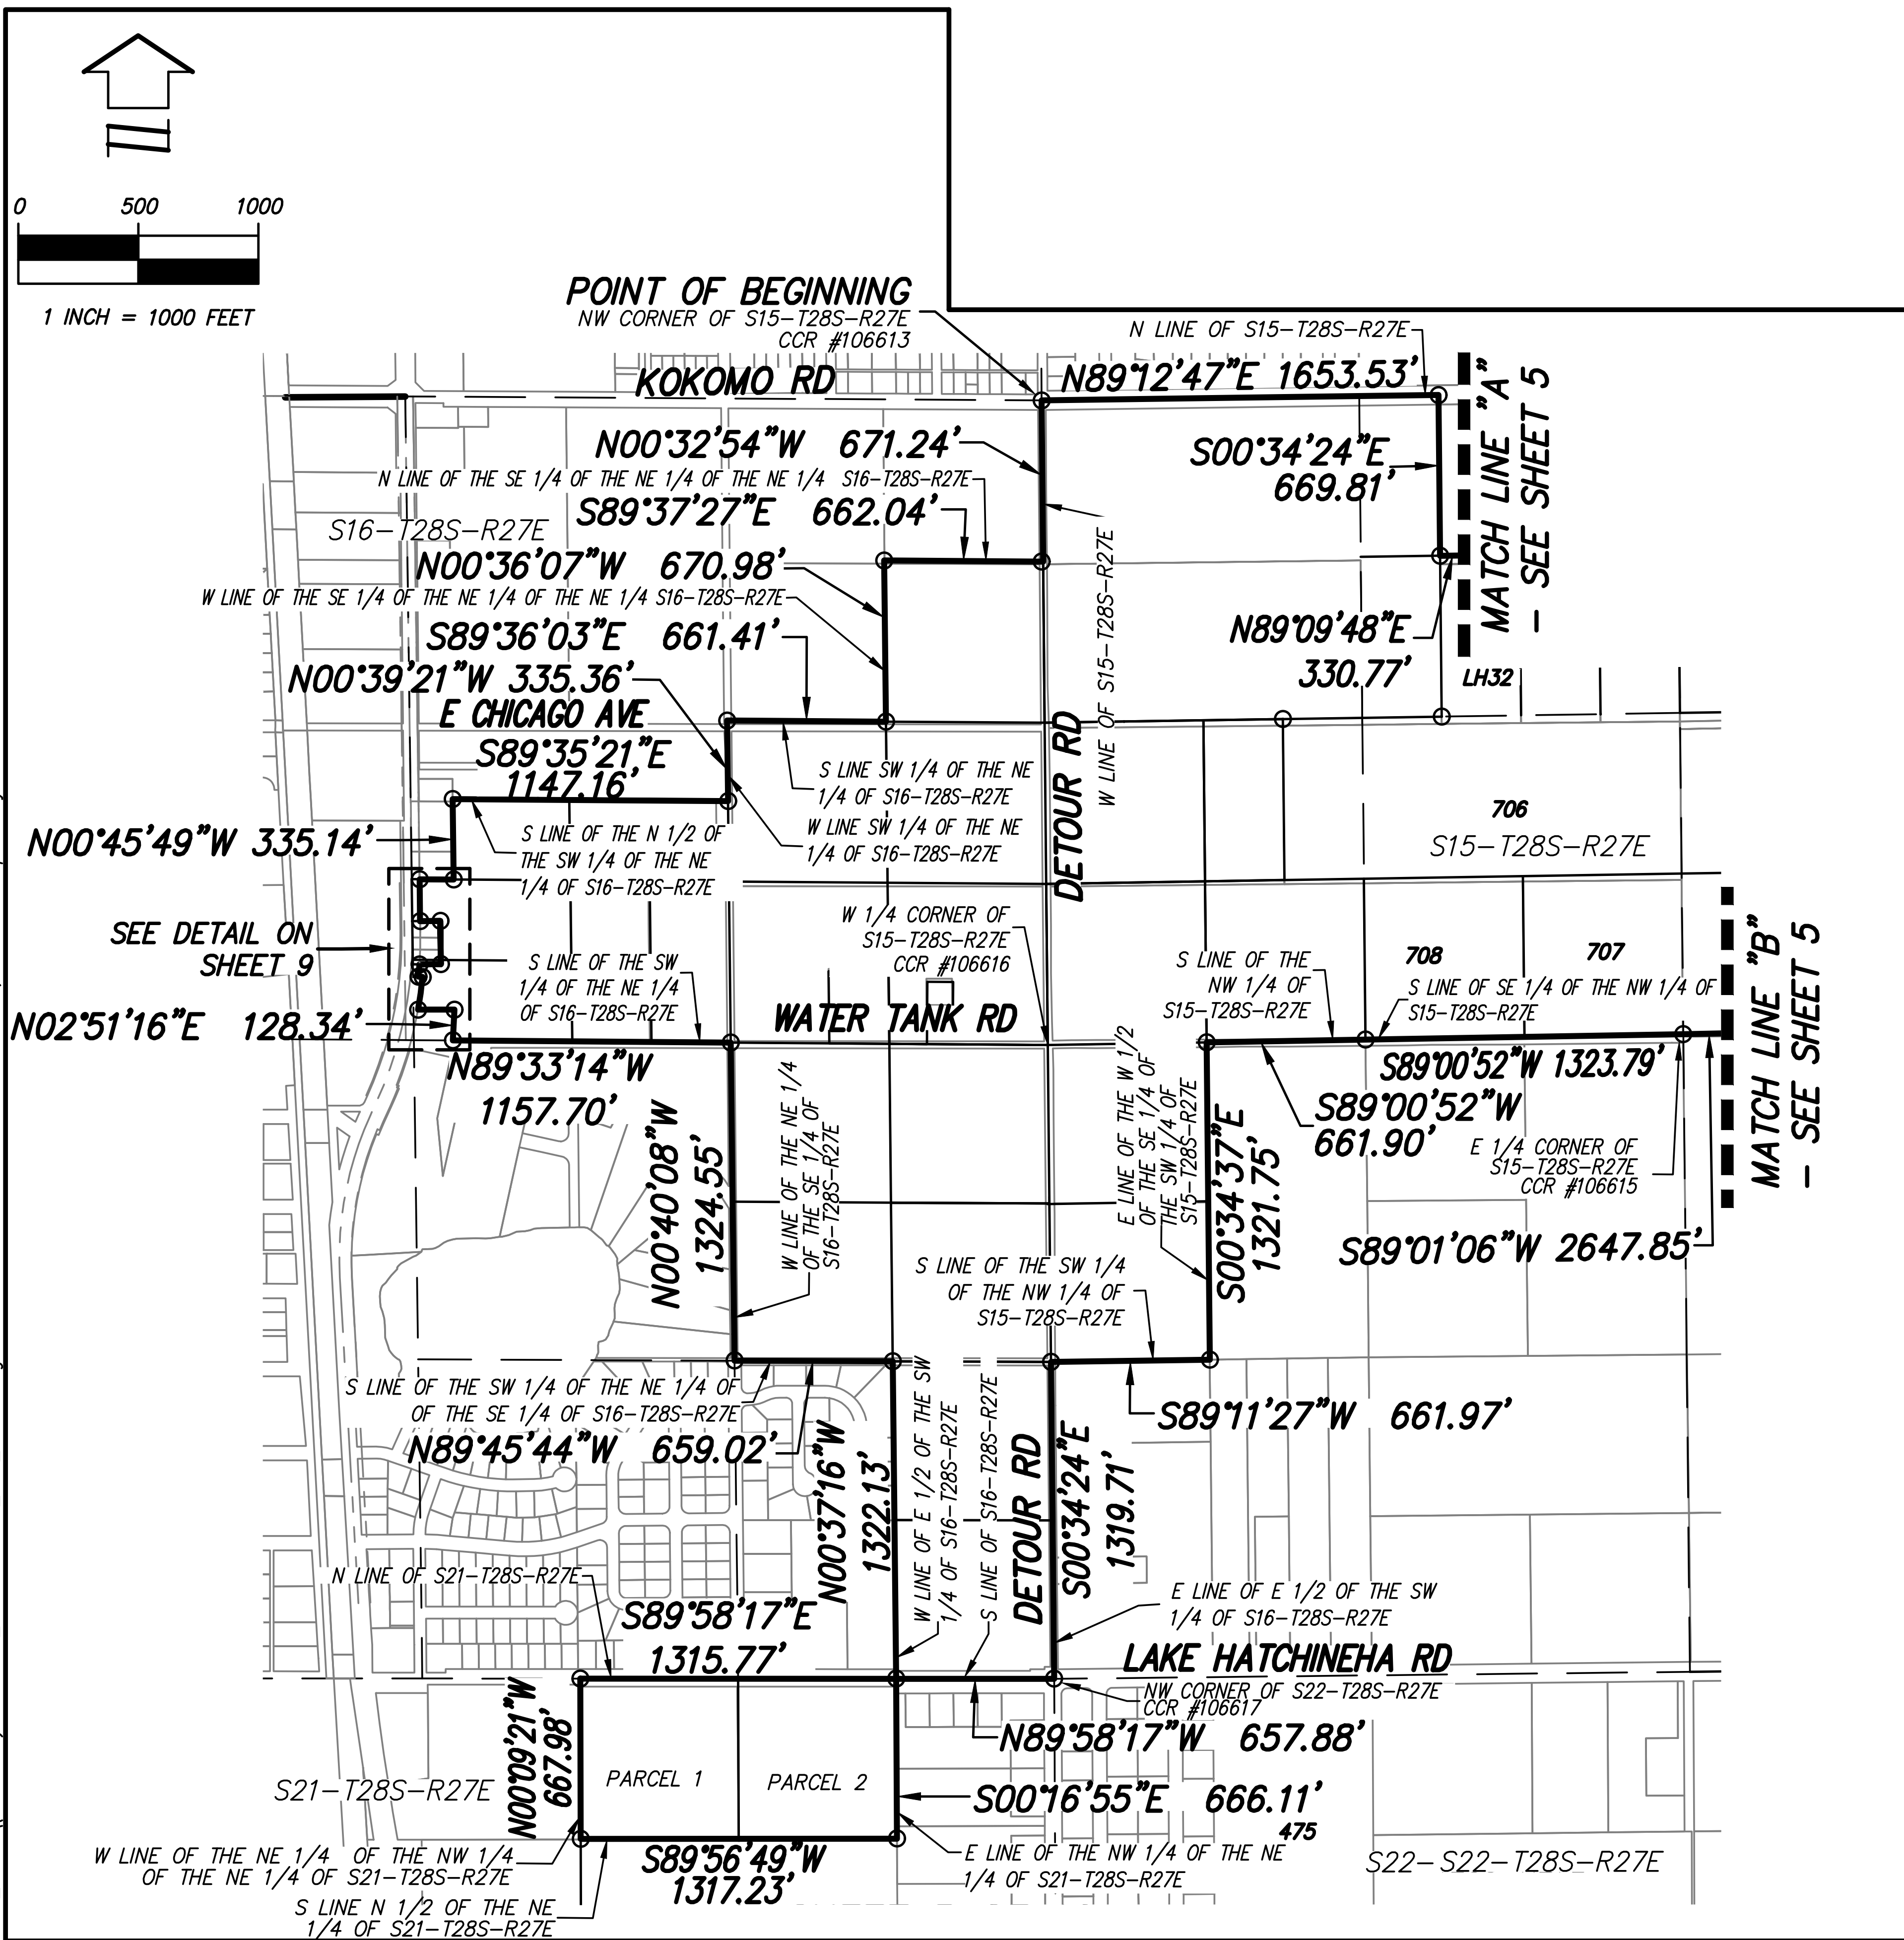 0 500 1000
1 INCH = 1000 FEET
POINT OF BEGINNING
NW CORNER OF S15-T28S-R27E
CCR #106613
N LINE OF S15-T28S-R27E
KOKOMO RD
N89°12'47"E 1653.53'
N00°32'54"W 671.24'
N LINE OF THE SE 1/4 OF THE NE 1/4 OF THE NE 1/4 S16-T28S-R27E
S89°37'27"E 662.04'
S16-T28S-R27E
N00°36'07"W 670.98'
W LINE OF THE SE 1/4 OF THE NE 1/4 OF THE NE 1/4 S16-T28S-R27E
S89°36'03"E 661.41'
N00°39'21"W 335.36'
E CHICAGO AVE
S89°35'21"E
1147.16'
S00°34'24"E
669.81'
MATCH LINE "A"
- SEE SHEET 5
N89°09'48"E
330.77'
LH32
W LINE OF S15-T28S-R27E
DETOUR RD
S LINE SW 1/4 OF THE NE
1/4 OF S16-T28S-R27E
W LINE SW 1/4 OF THE NE
1/4 OF S16-T28S-R27E
N00°45'49"W 335.14'
S LINE OF THE N 1/2 OF
THE SW 1/4 OF THE NE
1/4 OF S16-T28S-R27E
706
S15-T28S-R27E
SEE DETAIL ON
SHEET 9
W 1/4 CORNER OF
S15-T28S-R27E
CCR #106616
S LINE OF THE SW
1/4 OF THE NE 1/4
OF S16-T28S-R27E
WATER TANK RD
S LINE OF THE
NW 1/4 OF
S15-T28S-R27E
708
707
S LINE OF SE 1/4 OF THE NW 1/4 OF
S15-T28S-R27E
MATCH LINE "B"
- SEE SHEET 5
N02°51'16"E 128.34'
N89°33'14"W
1157.70'
S89°00'52"W 1323.79'
S89°00'52"W
661.90'
E 1/4 CORNER OF
S15-T28S-R27E
CCR #106615
S89°01'06"W 2647.85'
N00°40'08"W
1324.55'
W LINE OF THE NE 1/4
OF THE SE 1/4 OF
S16-T28S-R27E
E LINE OF THE W 1/2
OF THE SE 1/4 OF
THE SW 1/4 OF
S15-T28S-R27E
S00°34'37"E
1321.75'
S LINE OF THE SW 1/4
OF THE NW 1/4 OF
S15-T28S-R27E
S LINE OF THE SW 1/4 OF THE NE 1/4 OF
OF THE SE 1/4 OF S16-T28S-R27E
N89°45'44"W 659.02'
S89°11'27"W 661.97'
N00°37'16"W
1322.13'
W LINE OF E 1/2 OF THE SW
1/4 OF S16-T28S-R27E
S LINE OF S16-T28S-R27E
DETOUR RD
S00°34'24"E
1319.71'
N LINE OF S21-T28S-R27E
S89°58'17"E
1315.77'
E LINE OF E 1/2 OF THE SW
1/4 OF S16-T28S-R27E
LAKE HATCHINEHA RD
NW CORNER OF S22-T28S-R27E
CCR #106617
N89°58'17"W 657.88'
N00°09'21"W
667.98'
PARCEL 1
PARCEL 2
S00°16'55"E 666.11'
475
S21-T28S-R27E
W LINE OF THE NE 1/4 OF THE NW 1/4
OF THE NE 1/4 OF S21-T28S-R27E
S89°56'49"W
1317.23'
E LINE OF THE NW 1/4 OF THE NE
1/4 OF S21-T28S-R27E
S22-S22-T28S-R27E
S LINE N 1/2 OF THE NE
1/4 OF S21-T28S-R27E